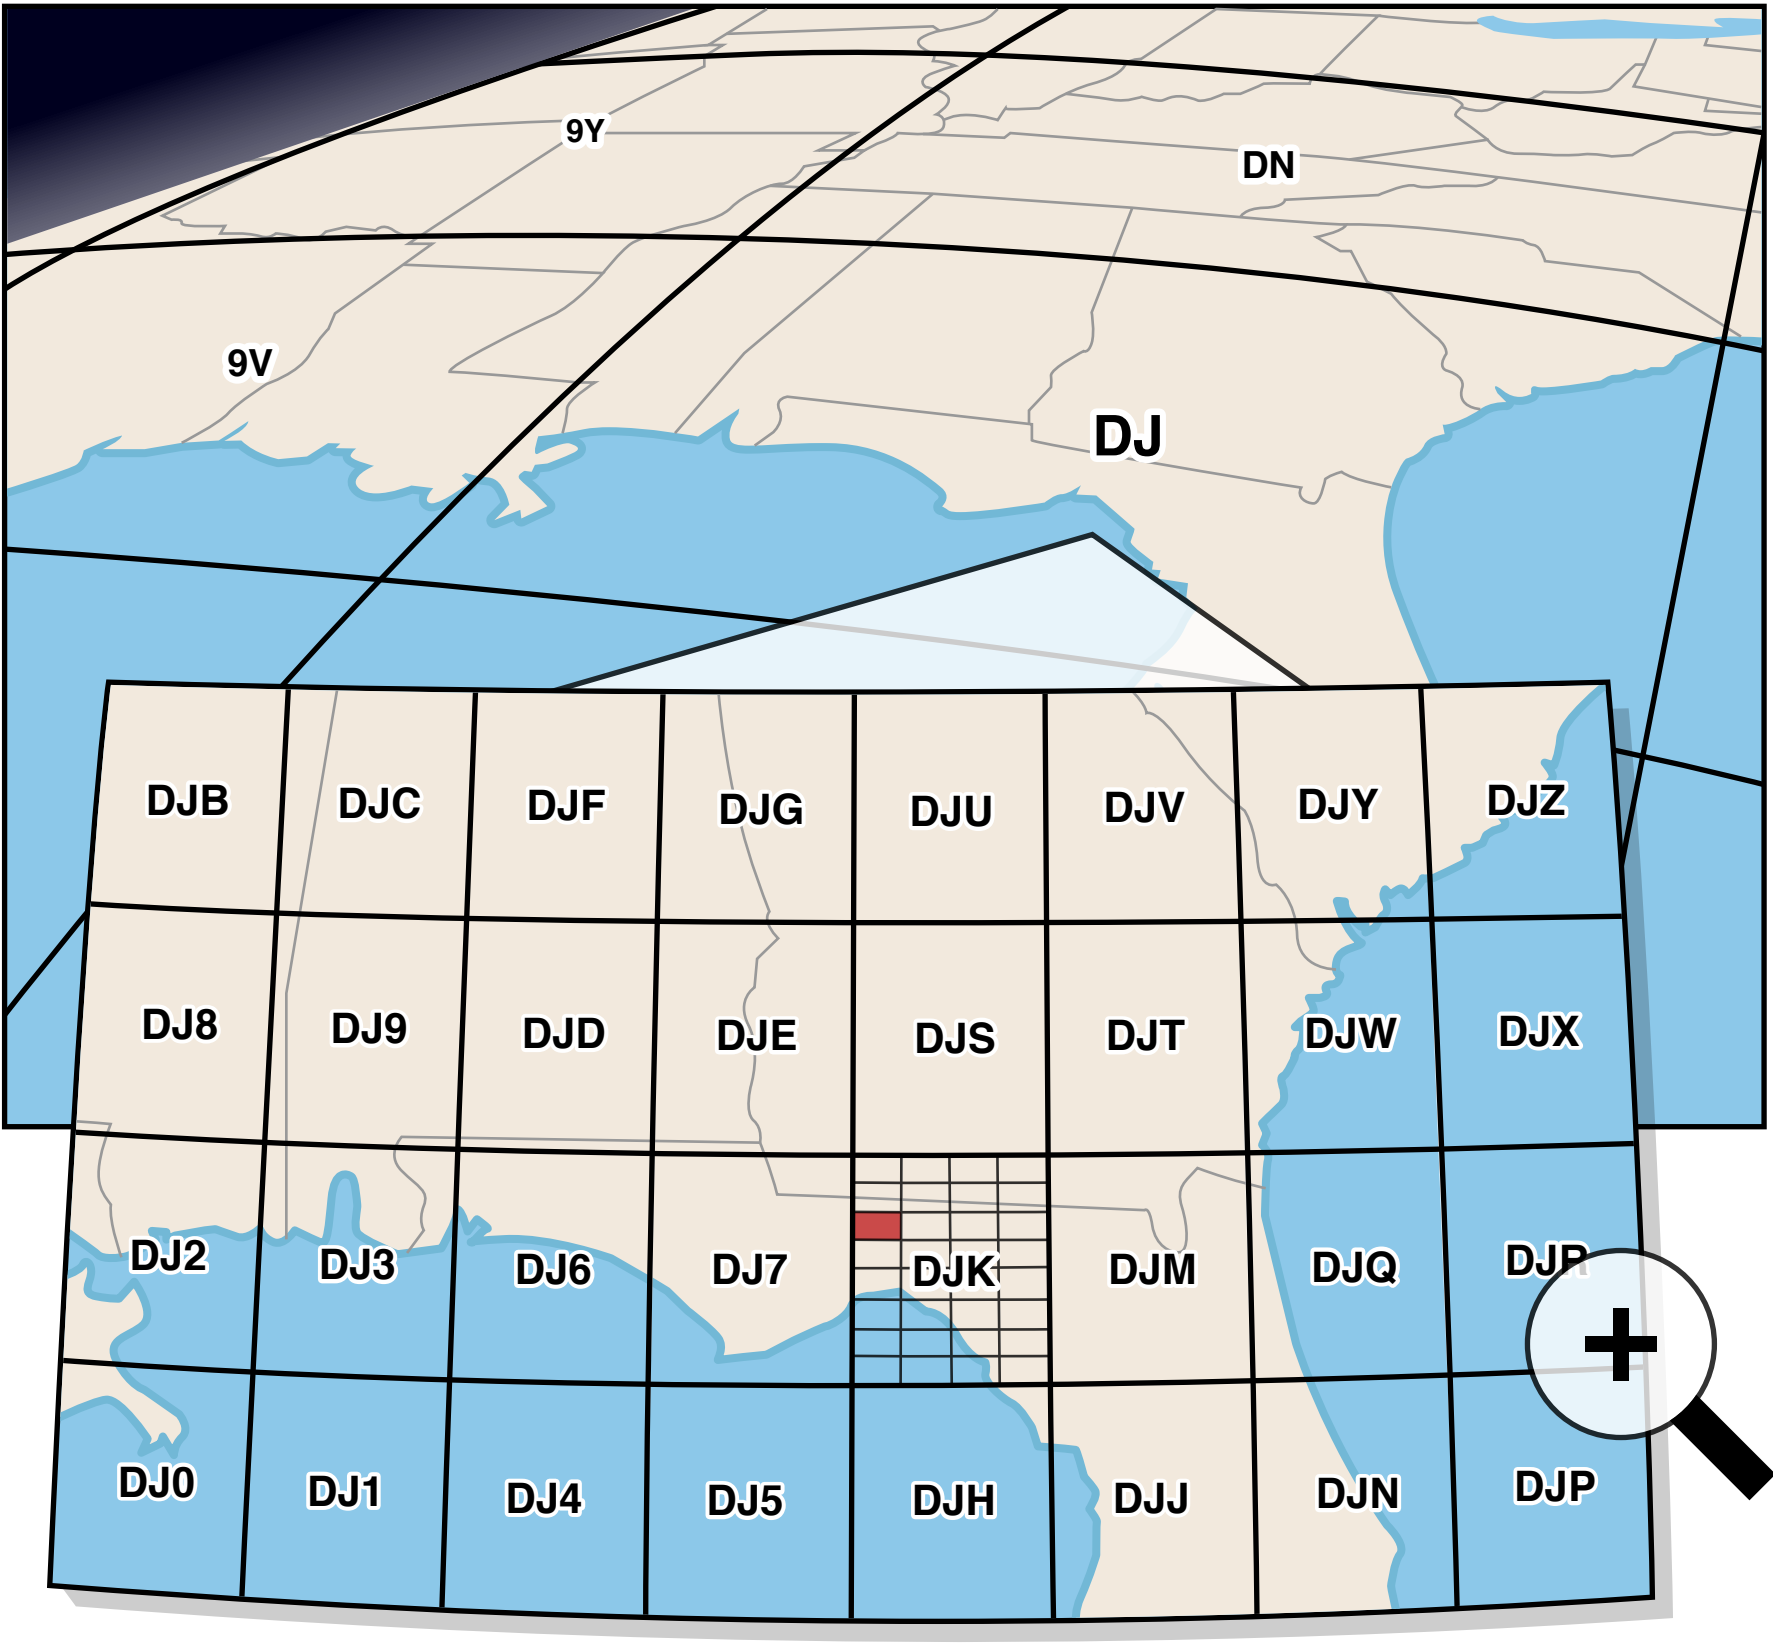 9Y
DN
9V
DJ
DJB DJC DJF DJG DJU DJV DJY DJZ
DJ8 DJ9 DJD DJE DJS DJT DJW DJX
DJ2 DJ3 DJ6 DJ7 DJK DJM DJQ DJR
DJ0 DJ1 DJ4 DJ5 DJH DJJ DJN DJP